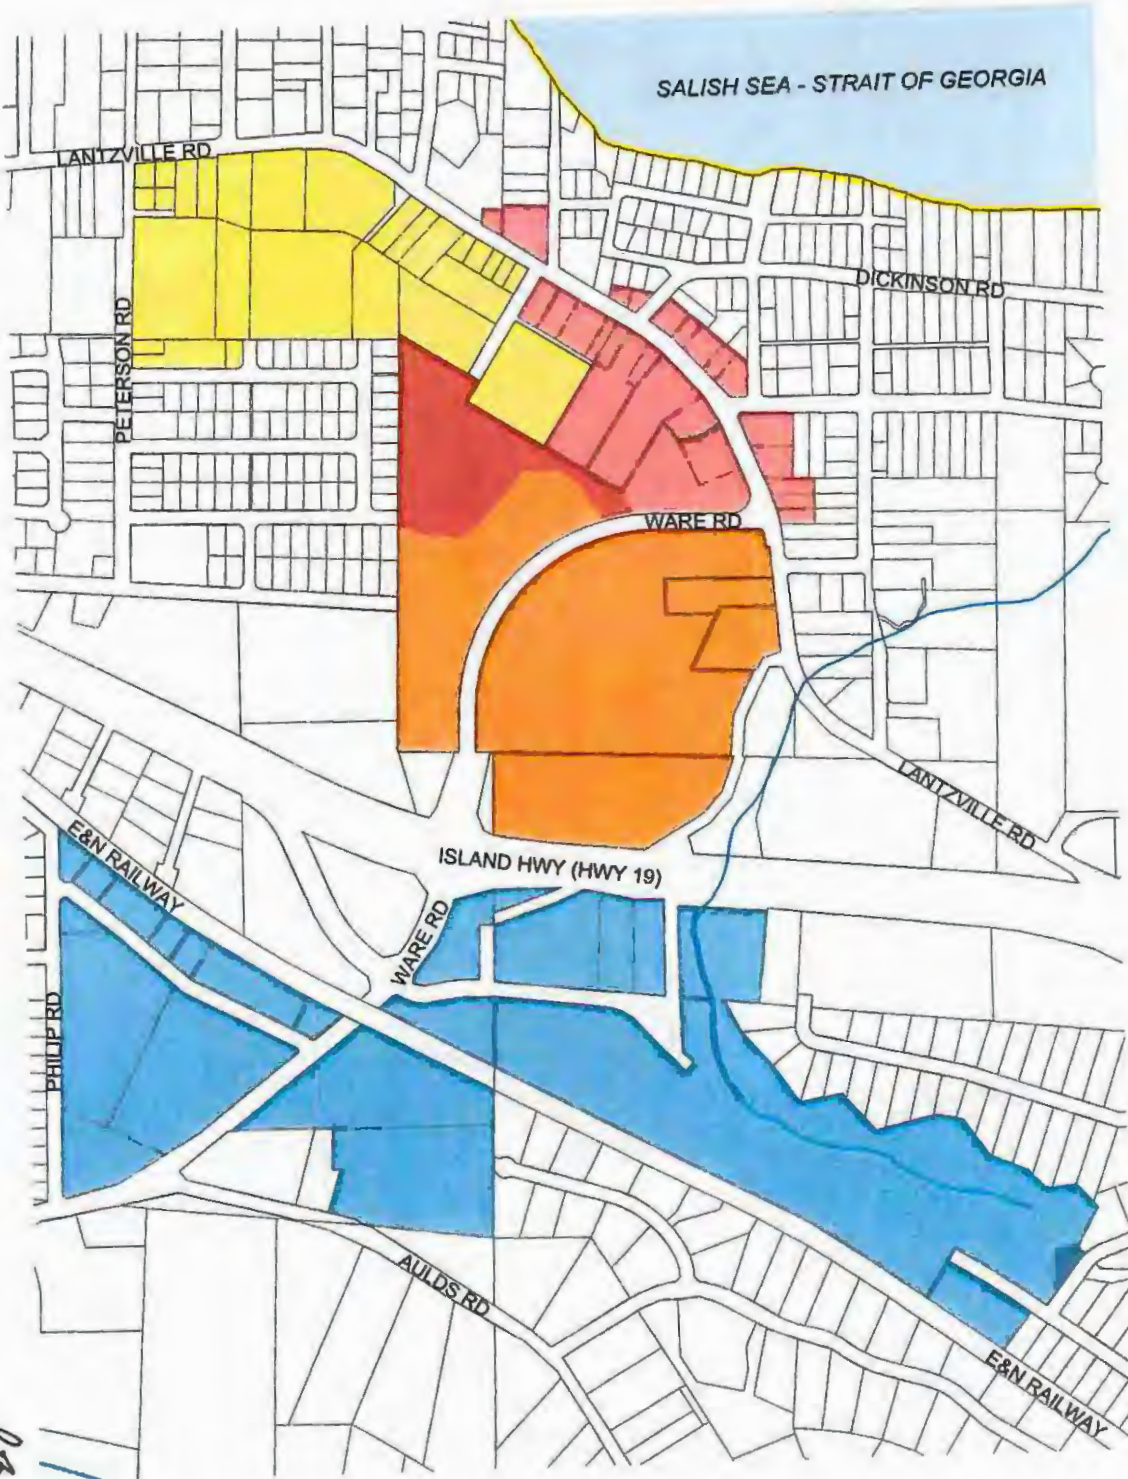 SALISH SEA - STRAIT OF GEORGIA
LANTZVILLE RD
DICKINSON RD
PETERSON RD
WARE RD
LANTZVILLE RD
E&N RAILWAY
ISLAND HWY (HWY 19)
WARE RD
PHILIP RD
AULDS RD
E&N RAILWAY